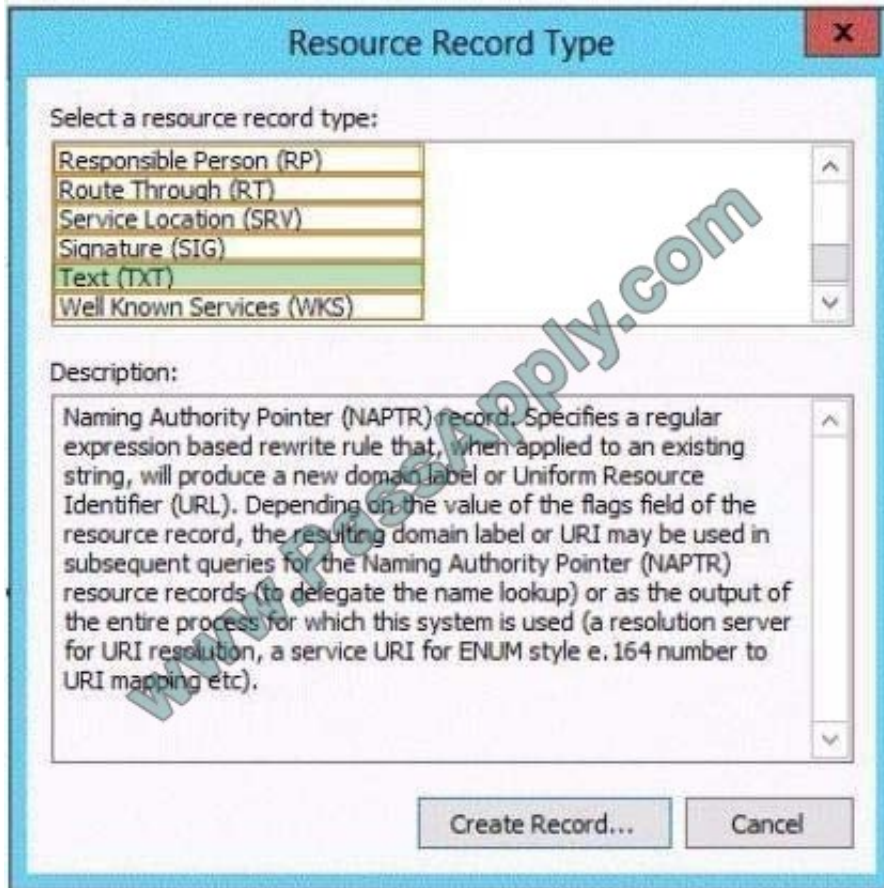 Resource Record Type
x
Select a resource record type:
Responsible Person (RP)
Route Through (RT)
Service Location (SRV)
Signature (SIG)
Text (TXT)
Well Known Services (WKS)
Description:
Naming Authority Pointer (NAPTR) record. Specifies a regular
expression based rewrite rule that, when applied to an existing
string, will produce a new domain label or Uniform Resource
Identifier (URL). Depending on the value of the flags field of the
resource record, the resulting domain label or URI may be used in
subsequent queries for the Naming Authority Pointer (NAPTR)
resource records (to delegate the name lookup) or as the output of
the entire process for which this system is used (a resolution server
for URI resolution, a service URI for ENUM style e.164 number to
URI mapping etc).
www.PassApply.com
Create Record...
Cancel